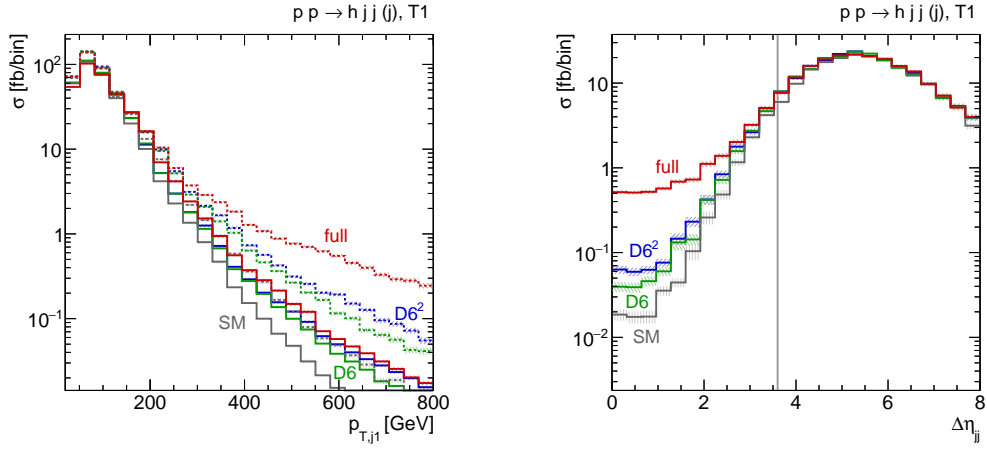 p p → h j j (j), T1
σ [fb/bin]
10²
10
1
10⁻¹
full
D6²
SM
D6
200
400
600
800
p_T,j1 [GeV]
p p → h j j (j), T1
σ [fb/bin]
10
1
10⁻¹
10⁻²
full
D6²
D6
SM
0
2
4
6
8
Δη_jj